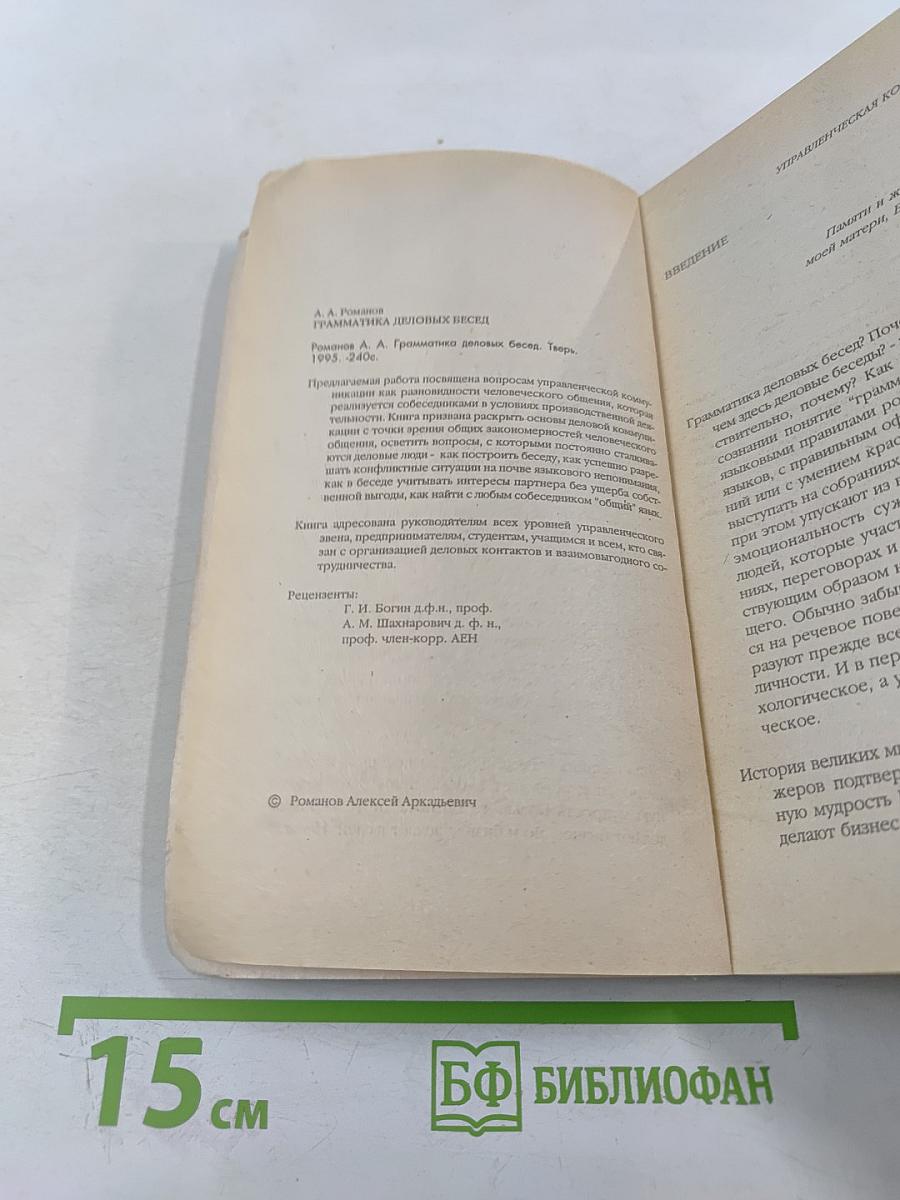 А. А. Романов
ГРАММАТИКА ДЕЛОВЫХ БЕСЕД
Романов А. А. Грамматика деловых бесед. Тверь,
1995. -240с.
Предлагаемая работа посвящена вопросам управленческой комму-
никации как разновидности человеческого общения, которая
реализуется собеседниками в условиях производственной дея-
тельности. Книга призвана раскрыть основы деловой коммуни-
кации с точки зрения общих закономерностей человеческого
общения, осветить вопросы, с которыми постоянно сталкива-
ются деловые люди - как построить беседу, как успешно разре-
шать конфликтные ситуации на почве языкового непонимания,
как в беседе учитывать интересы партнера без ущерба собст-
венной выгоды, как найти с любым собеседником "общий" язык.
Книга адресована руководителям всех уровней управленческого
звена, предпринимателям, студентам, учащимся и всем, кто свя-
зан с организацией деловых контактов и взаимовыгодного со-
трудничества.
Рецензенты:
Г. И. Богин д.ф.н., проф.
А. М. Шахнарович д. ф. н.,
проф. член-корр. АЕН
© Романов Алексей Аркадьевич
УПРАВЛЕНЧЕСКАЯ КО
Памяти и ж
моей матери, Е
ВВЕДЕНИЕ
Грамматика деловых бесед? Поче
чем здесь деловые беседы? -
ствительно, почему? Как
сознании понятие "грамм
языковыми правилами ро
языков, с правильным оф
ний или с умением крас
выступать на собраниях
при этом упускают из в
эмоциональность суж
людей, которые участ
ниях, переговорах и
ствующим образом н
щего. Обычно забы
ся на речевое пове
разуют прежде все
личности. И в пер
хологическое, а у
ческое.
История великих м
жеров подтвер
ную мудрость
делают бизнес
15 см
БФ БИБЛИОФАН